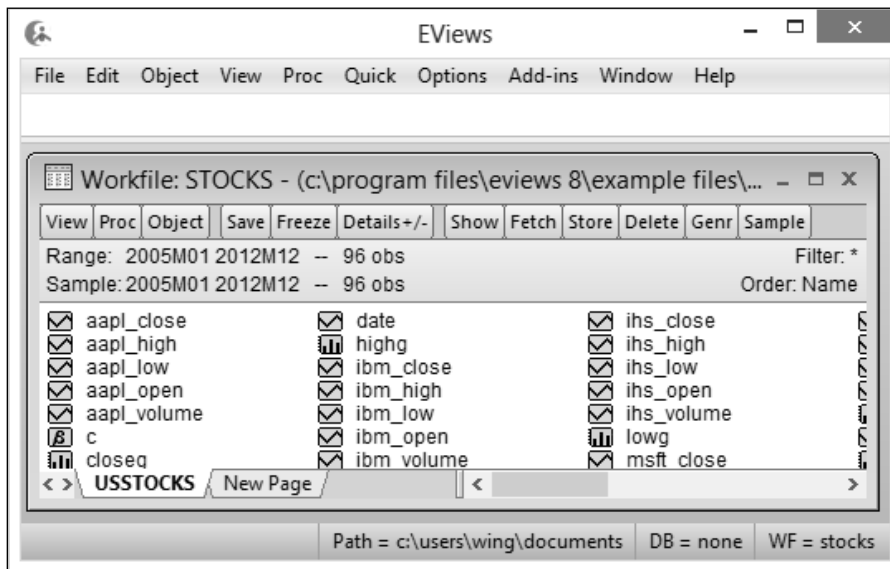 EViews
File Edit Object View Proc Quick Options Add-ins Window Help
Workfile: STOCKS - (c:\program files\eviews 8\example files\...
View Proc Object Save Freeze Details+/- Show Fetch Store Delete Genr Sample
Range: 2005M01 2012M12 -- 96 obs Filter: *
Sample: 2005M01 2012M12 -- 96 obs Order: Name
aapl_close date ihs_close
aapl_high highg ihs_high
aapl_low ibm_close ihs_low
aapl_open ibm_high ihs_open
aapl_volume ibm_low ihs_volume
β c ibm_open lowg
closeg ibm_volume msft_close
< > USSTOCKS New Page < >
Path = c:\users\wing\documents DB = none WF = stocks